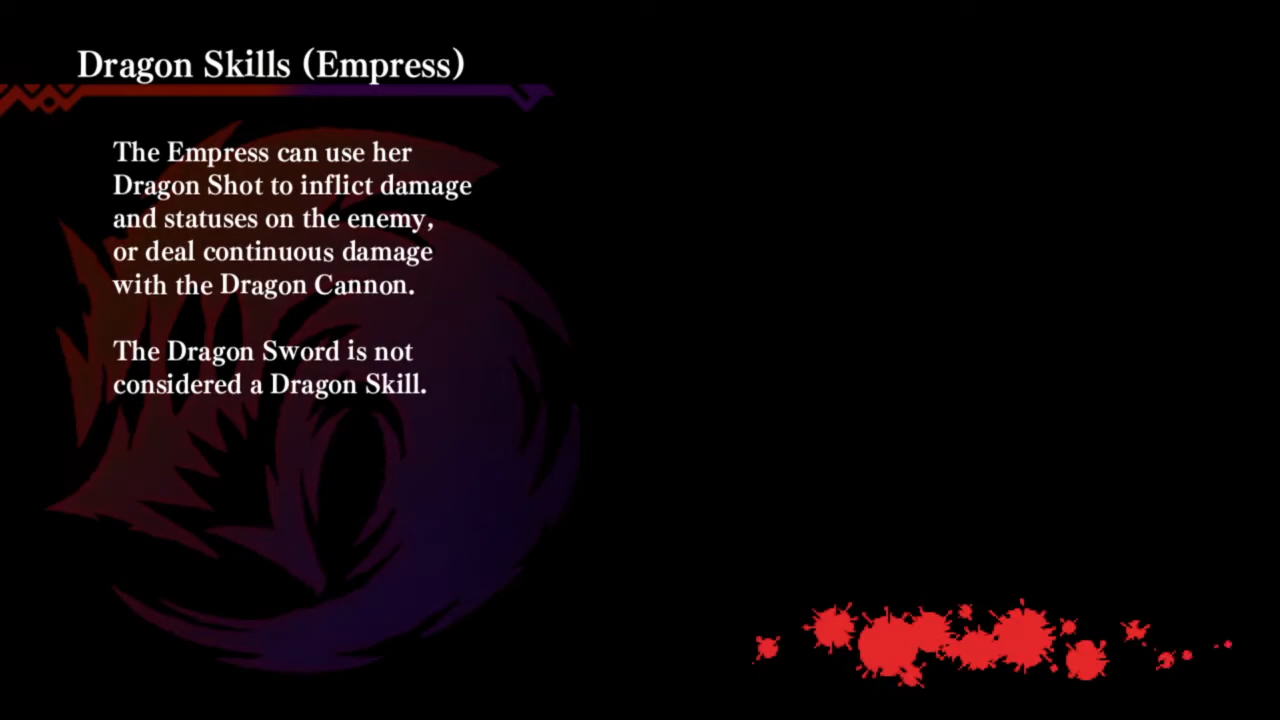 Dragon Skills (Empress)
The Empress can use her
Dragon Shot to inflict damage
and statuses on the enemy,
or deal continuous damage
with the Dragon Cannon.
The Dragon Sword is not
considered a Dragon Skill.